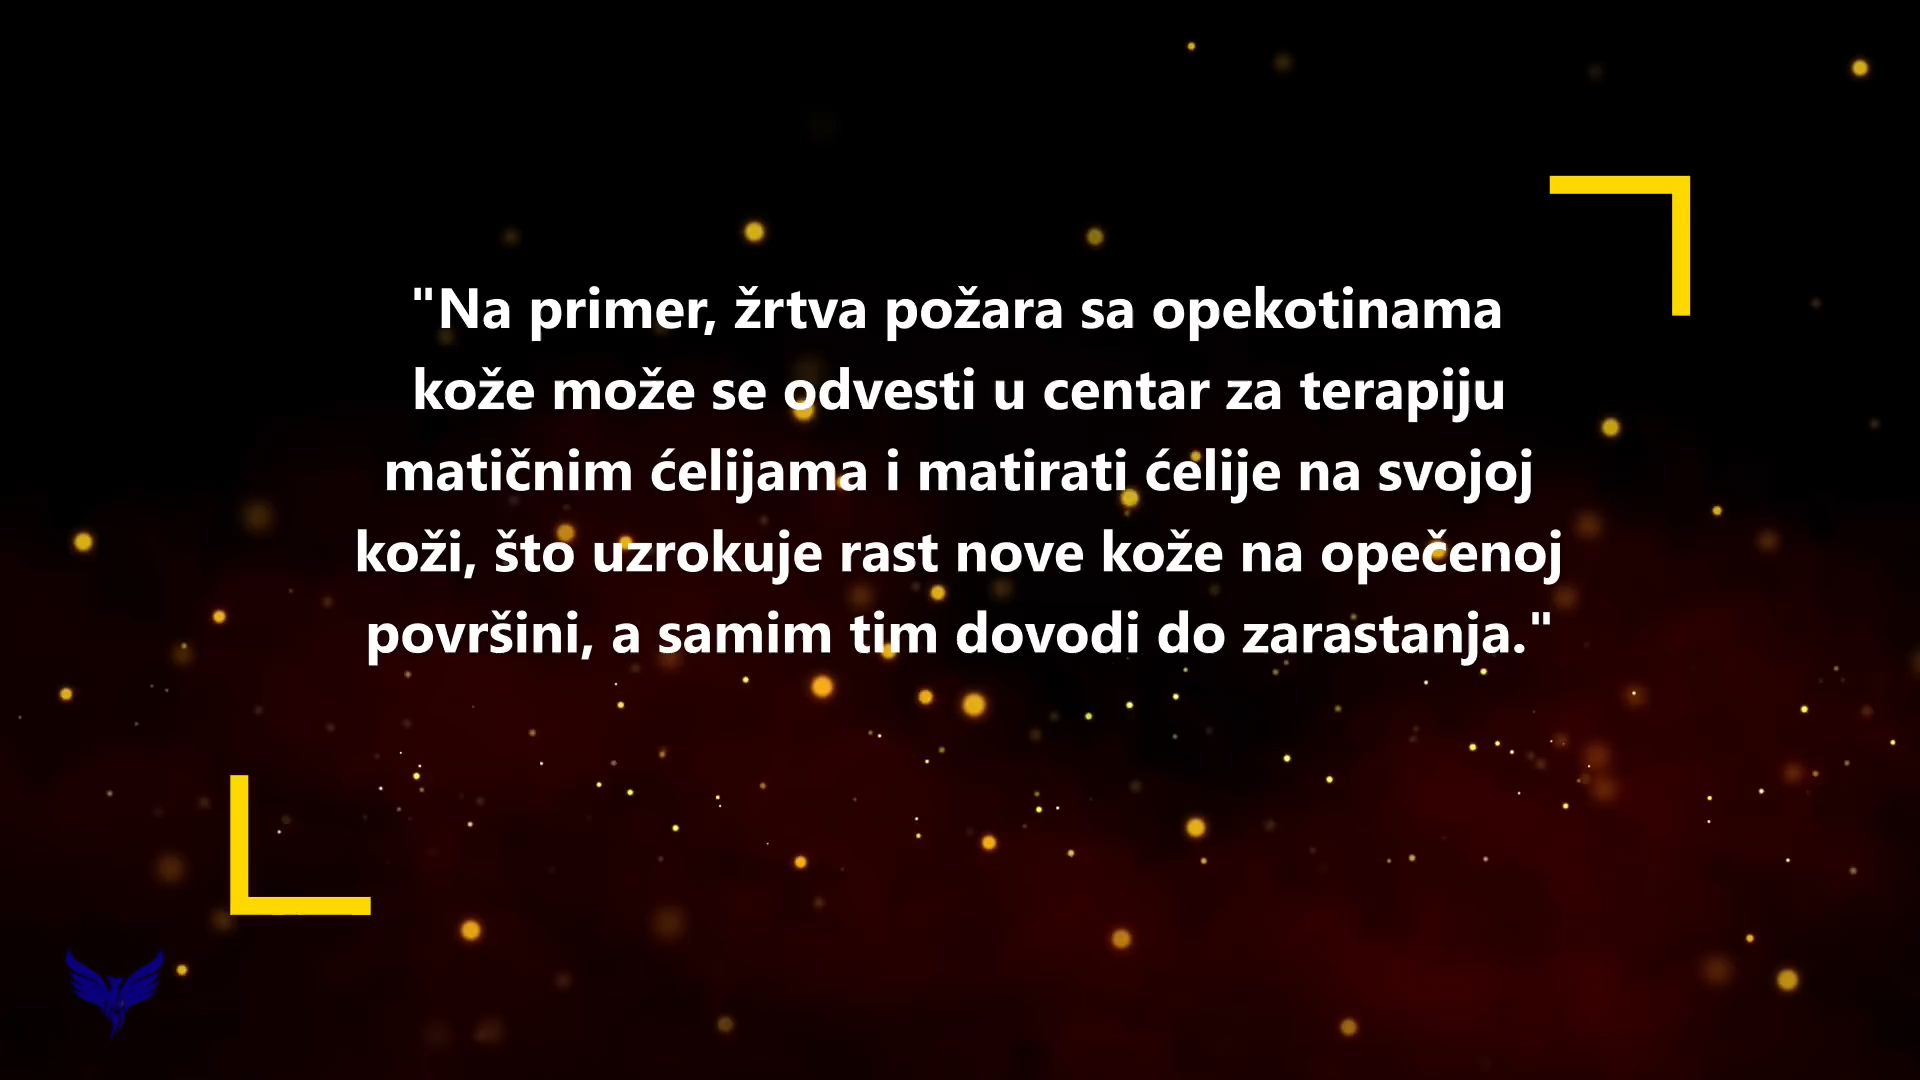 "Na primer, žrtva požara sa opekotinama
kože može se odvesti u centar za terapiju
matičnim ćelijama i matirati ćelije na svojoj
koži, što uzrokuje rast nove kože na opečenoj
površini, a samim tim dovodi do zarastanja."